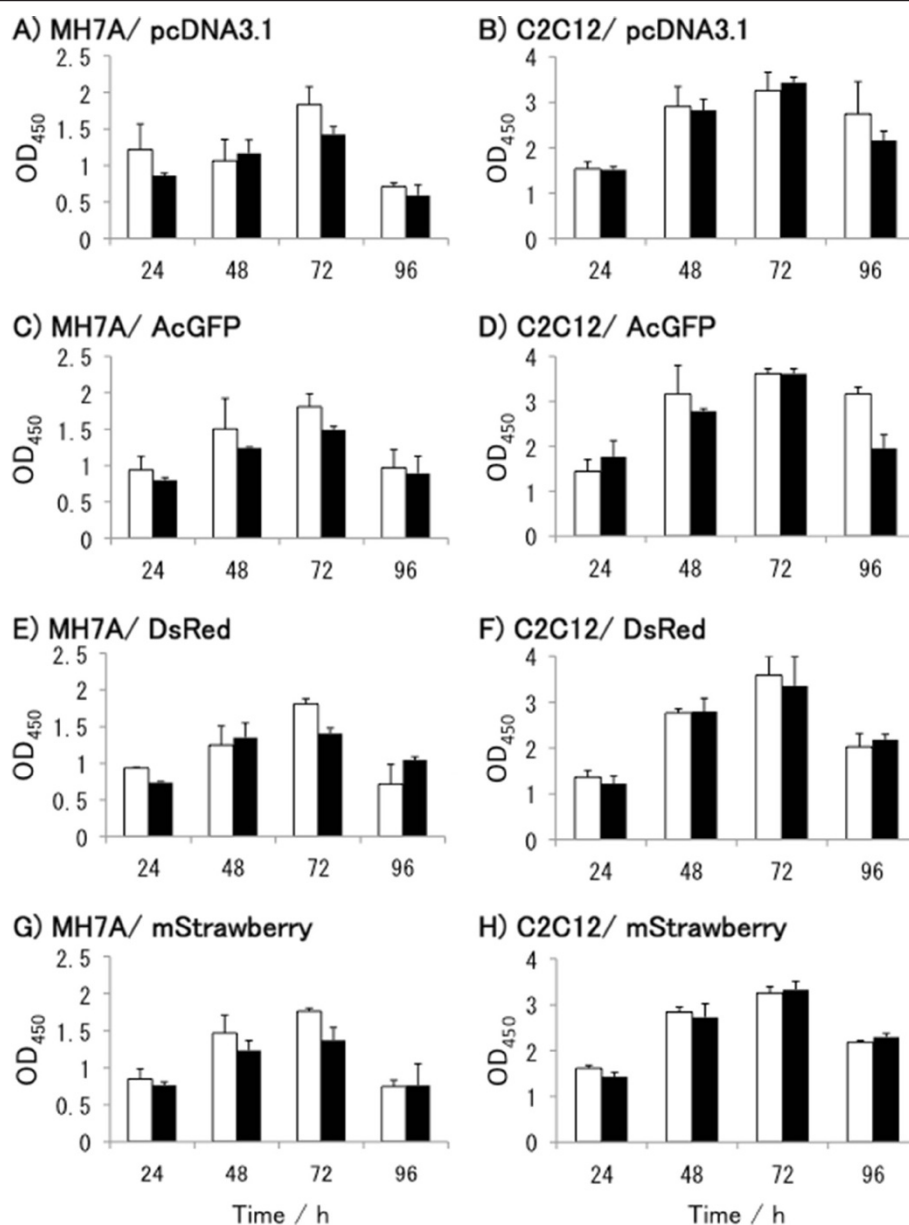 A) MH7A/ pcDNA3.1
2.5
2
1.5
1
0.5
0
OD450
24 48 72 96
B) C2C12/ pcDNA3.1
4
3
2
1
0
OD450
24 48 72 96
C) MH7A/ AcGFP
2.5
2
1.5
1
0.5
0
OD450
24 48 72 96
D) C2C12/ AcGFP
4
3
2
1
0
OD450
24 48 72 96
E) MH7A/ DsRed
2.5
2
1.5
1
0.5
0
OD450
24 48 72 96
F) C2C12/ DsRed
4
3
2
1
0
OD450
24 48 72 96
G) MH7A/ mStrawberry
2.5
2
1.5
1
0.5
0
OD450
24 48 72 96
Time / h
H) C2C12/ mStrawberry
4
3
2
1
0
OD450
24 48 72 96
Time / h